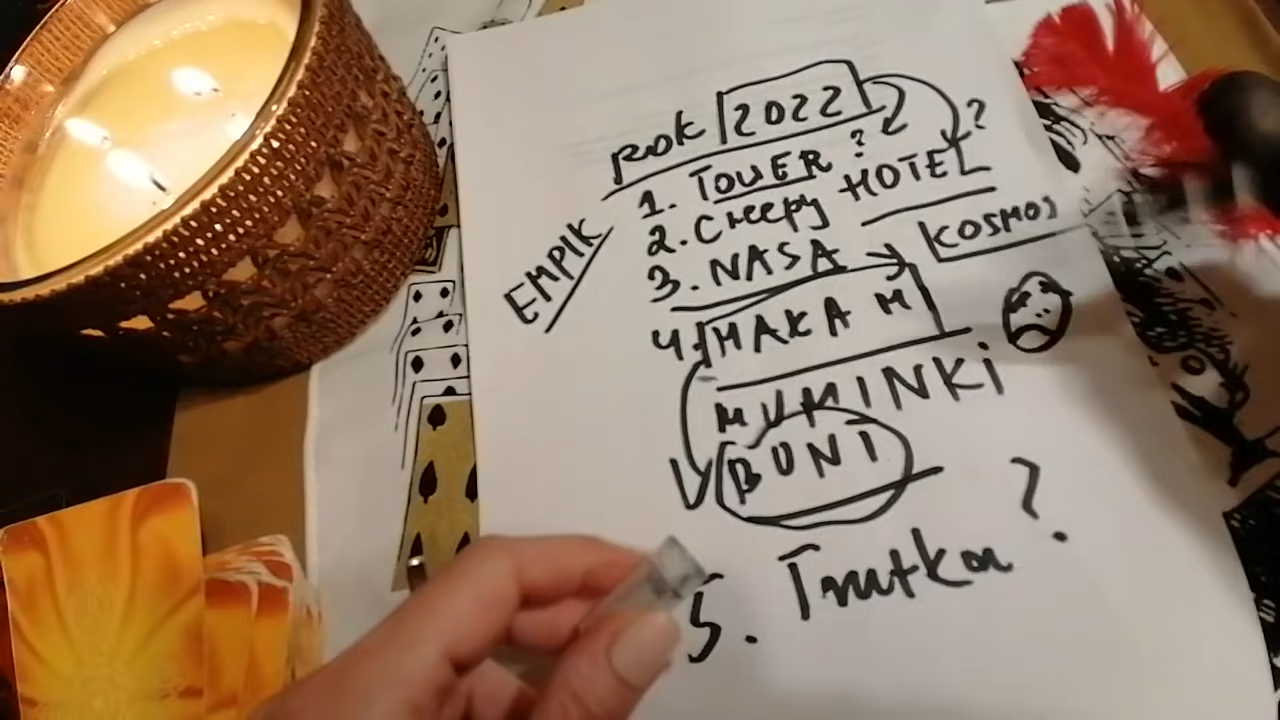 ROK 2022
1. TOWER ?
2. Creepy HOTEL ?
EMPIK
3. NASA → KOSMOS
4. MAKA M
MUMINKI
BUNI
5. Trutka ?